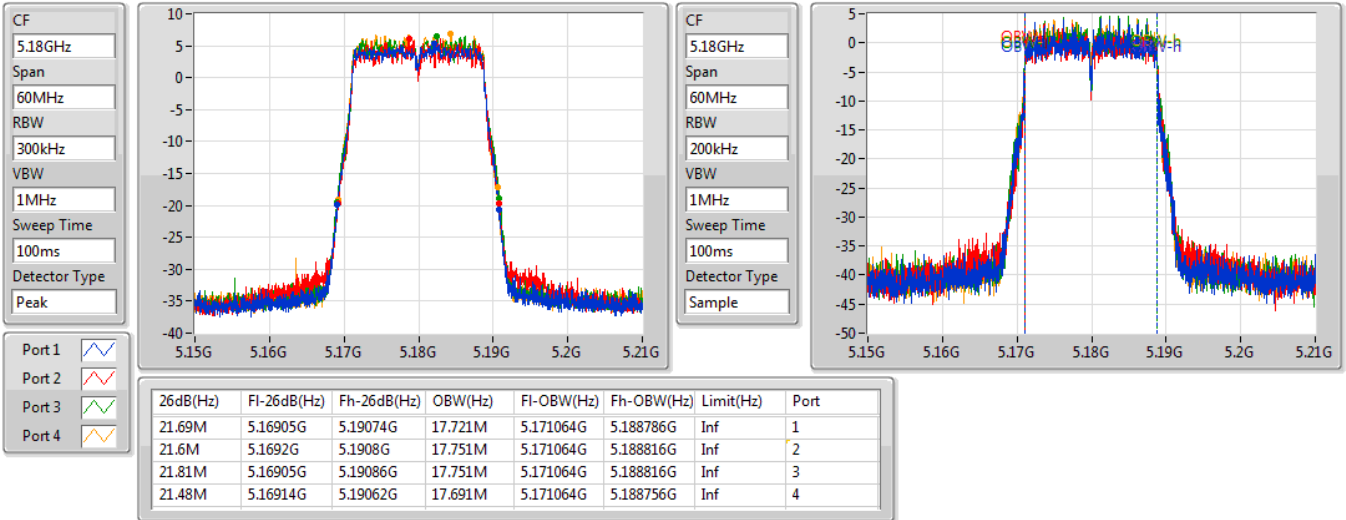 CF
5.18GHz
Span
60MHz
RBW
300kHz
VBW
1MHz
Sweep Time
100ms
Detector Type
Peak
10
5
0
-5
-10
-15
-20
-25
-30
-35
-40
5.15G 5.16G 5.17G 5.18G 5.19G 5.2G 5.21G
CF
5.18GHz
Span
60MHz
RBW
200kHz
VBW
1MHz
Sweep Time
100ms
Detector Type
Sample
5
0
-5
-10
-15
-20
-25
-30
-35
-40
-45
-50
5.15G 5.16G 5.17G 5.18G 5.19G 5.2G 5.21G
Port 1
Port 2
Port 3
Port 4
26dB(Hz) Fl-26dB(Hz) Fh-26dB(Hz) OBW(Hz) Fl-OBW(Hz) Fh-OBW(Hz) Limit(Hz) Port
21.69M 5.16905G 5.19074G 17.721M 5.171064G 5.188786G Inf 1
21.6M 5.1692G 5.1908G 17.751M 5.171064G 5.188816G Inf 2
21.81M 5.16905G 5.19086G 17.751M 5.171064G 5.188816G Inf 3
21.48M 5.16914G 5.19062G 17.691M 5.171064G 5.188756G Inf 4